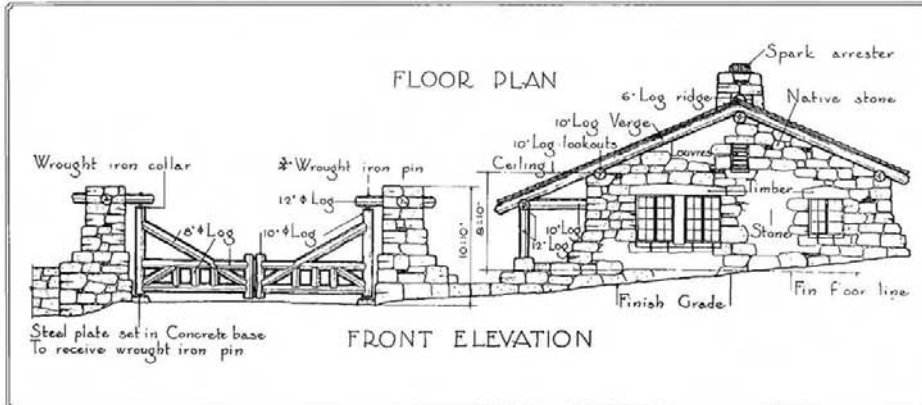 Spark arrester
FLOOR PLAN
6" Log ridge
Native stone
10" Log Verge
10" Log lookouts
Louvres
Wrought iron collar
¾" Wrought iron pin
Ceiling
12" ϕ Log
Timber
8" ϕ Log
10" ϕ Log
10'-10"
8'-10"
10" Log
12" Log
Stone
Finish Grade
Fin floor line
Steel plate set in Concrete base
To receive wrought iron pin
FRONT ELEVATION